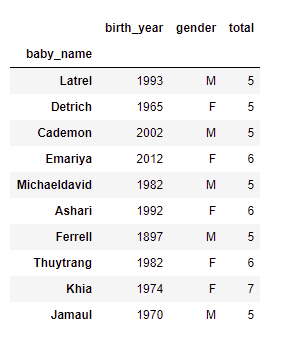 birth_year gender total
baby_name
Latrel 1993 M 5
Detrich 1965 F 5
Cademon 2002 M 5
Emariya 2012 F 6
Michaeldavid 1982 M 5
Ashari 1992 F 6
Ferrell 1897 M 5
Thuytrang 1982 F 6
Khia 1974 F 7
Jamaul 1970 M 5